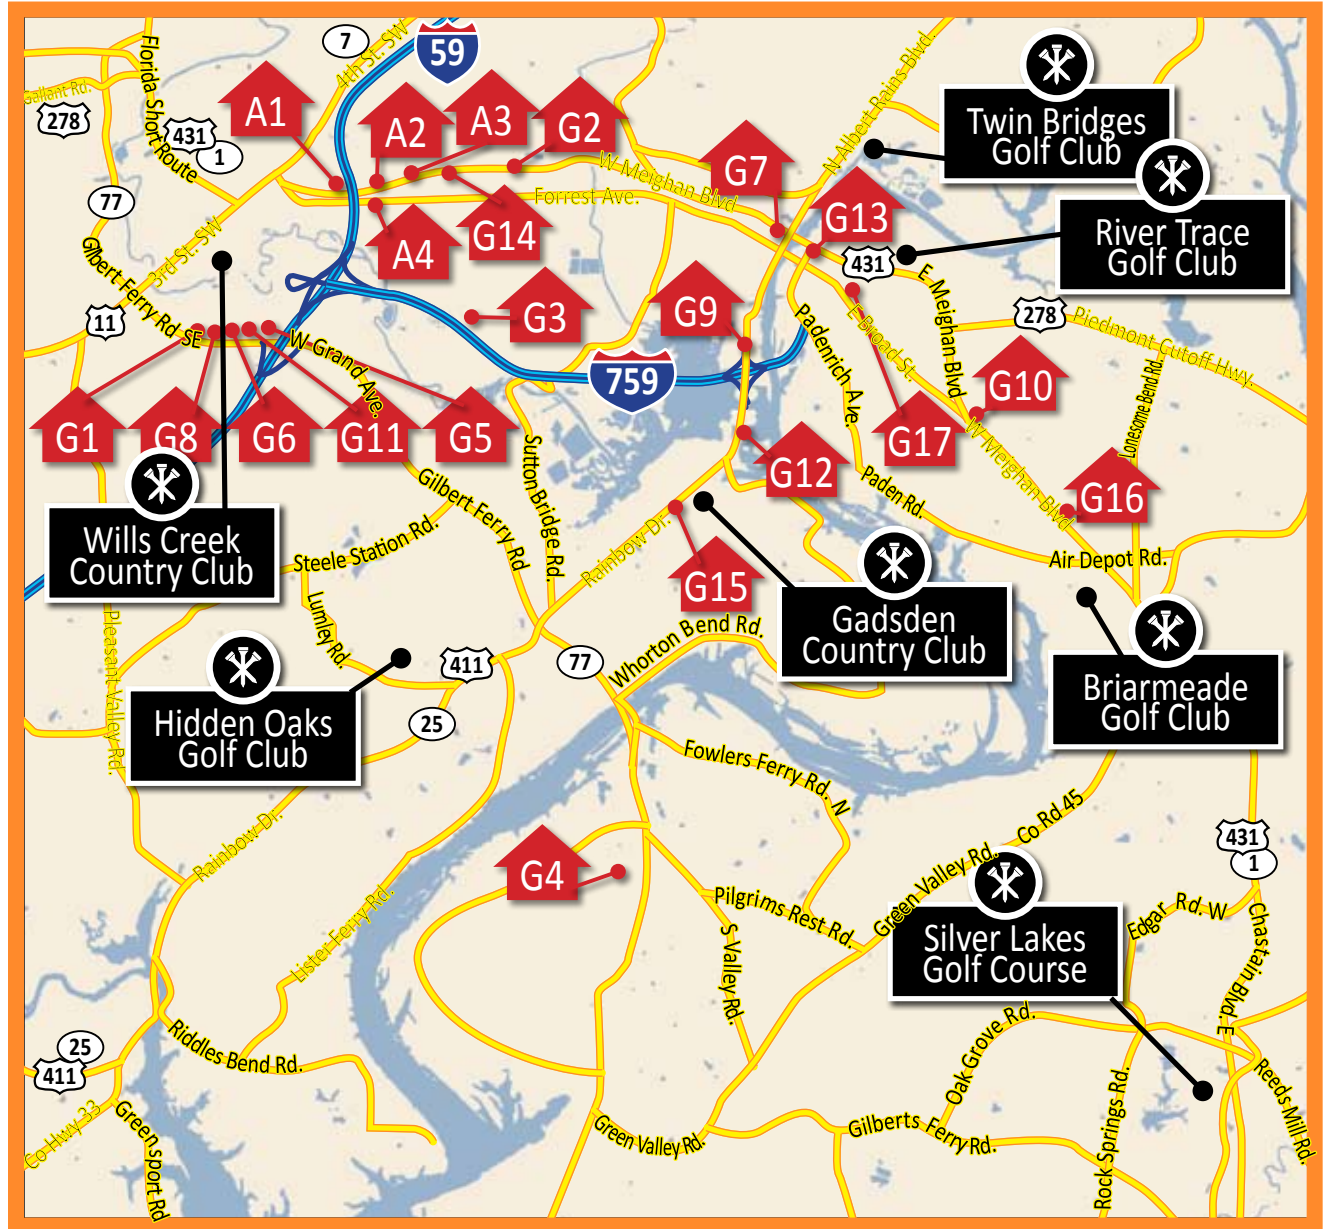 7
4th St. SW
59
N Albert Rains Blvd.
Florida Short Route
Gallant Rd.
278
431
1
A1
A2
A3
G2
Twin Bridges
Golf Club
G7
W Meighan Blvd
Forrest Ave.
77
3rd St. SW
G13
A4
G14
River Trace
Golf Club
431
Gilbert Ferry Rd SE
11
G3
G9
E Meighan Blvd
278
Piedmont Cutoff Hwy.
W Grand Ave.
759
Padenrich Ave.
E Broad St.
G10
Lonesome Bend Rd.
G1
G8
G6
G11
G5
G17
W Meighan Blvd
G12
G16
Sutton Bridge Rd.
Gilbert Ferry Rd
Paden Rd.
Wills Creek
Country Club
Steele Station Rd.
Rainbow Dr.
Air Depot Rd.
G15
Lumley Rd.
Pleasant Valley Rd.
Gadsden
Country Club
Whorton Bend Rd.
411
77
Hidden Oaks
Golf Club
25
Briarmeade
Golf Club
Fowlers Ferry Rd. N
Co Rd 45
Rainbow Dr.
431
1
G4
Green Valley Rd.
Pilgrims Rest Rd.
Lister Ferry Rd.
S Valley Rd.
Silver Lakes
Golf Course
Edgar Rd. W
Chastain Blvd. E
Oak Grove Rd.
25
411
Riddles Bend Rd.
Reeds Mill Rd.
Co Hwy 33
Greensport Rd
Green Valley Rd.
Gilberts Ferry Rd.
Rock Springs Rd.